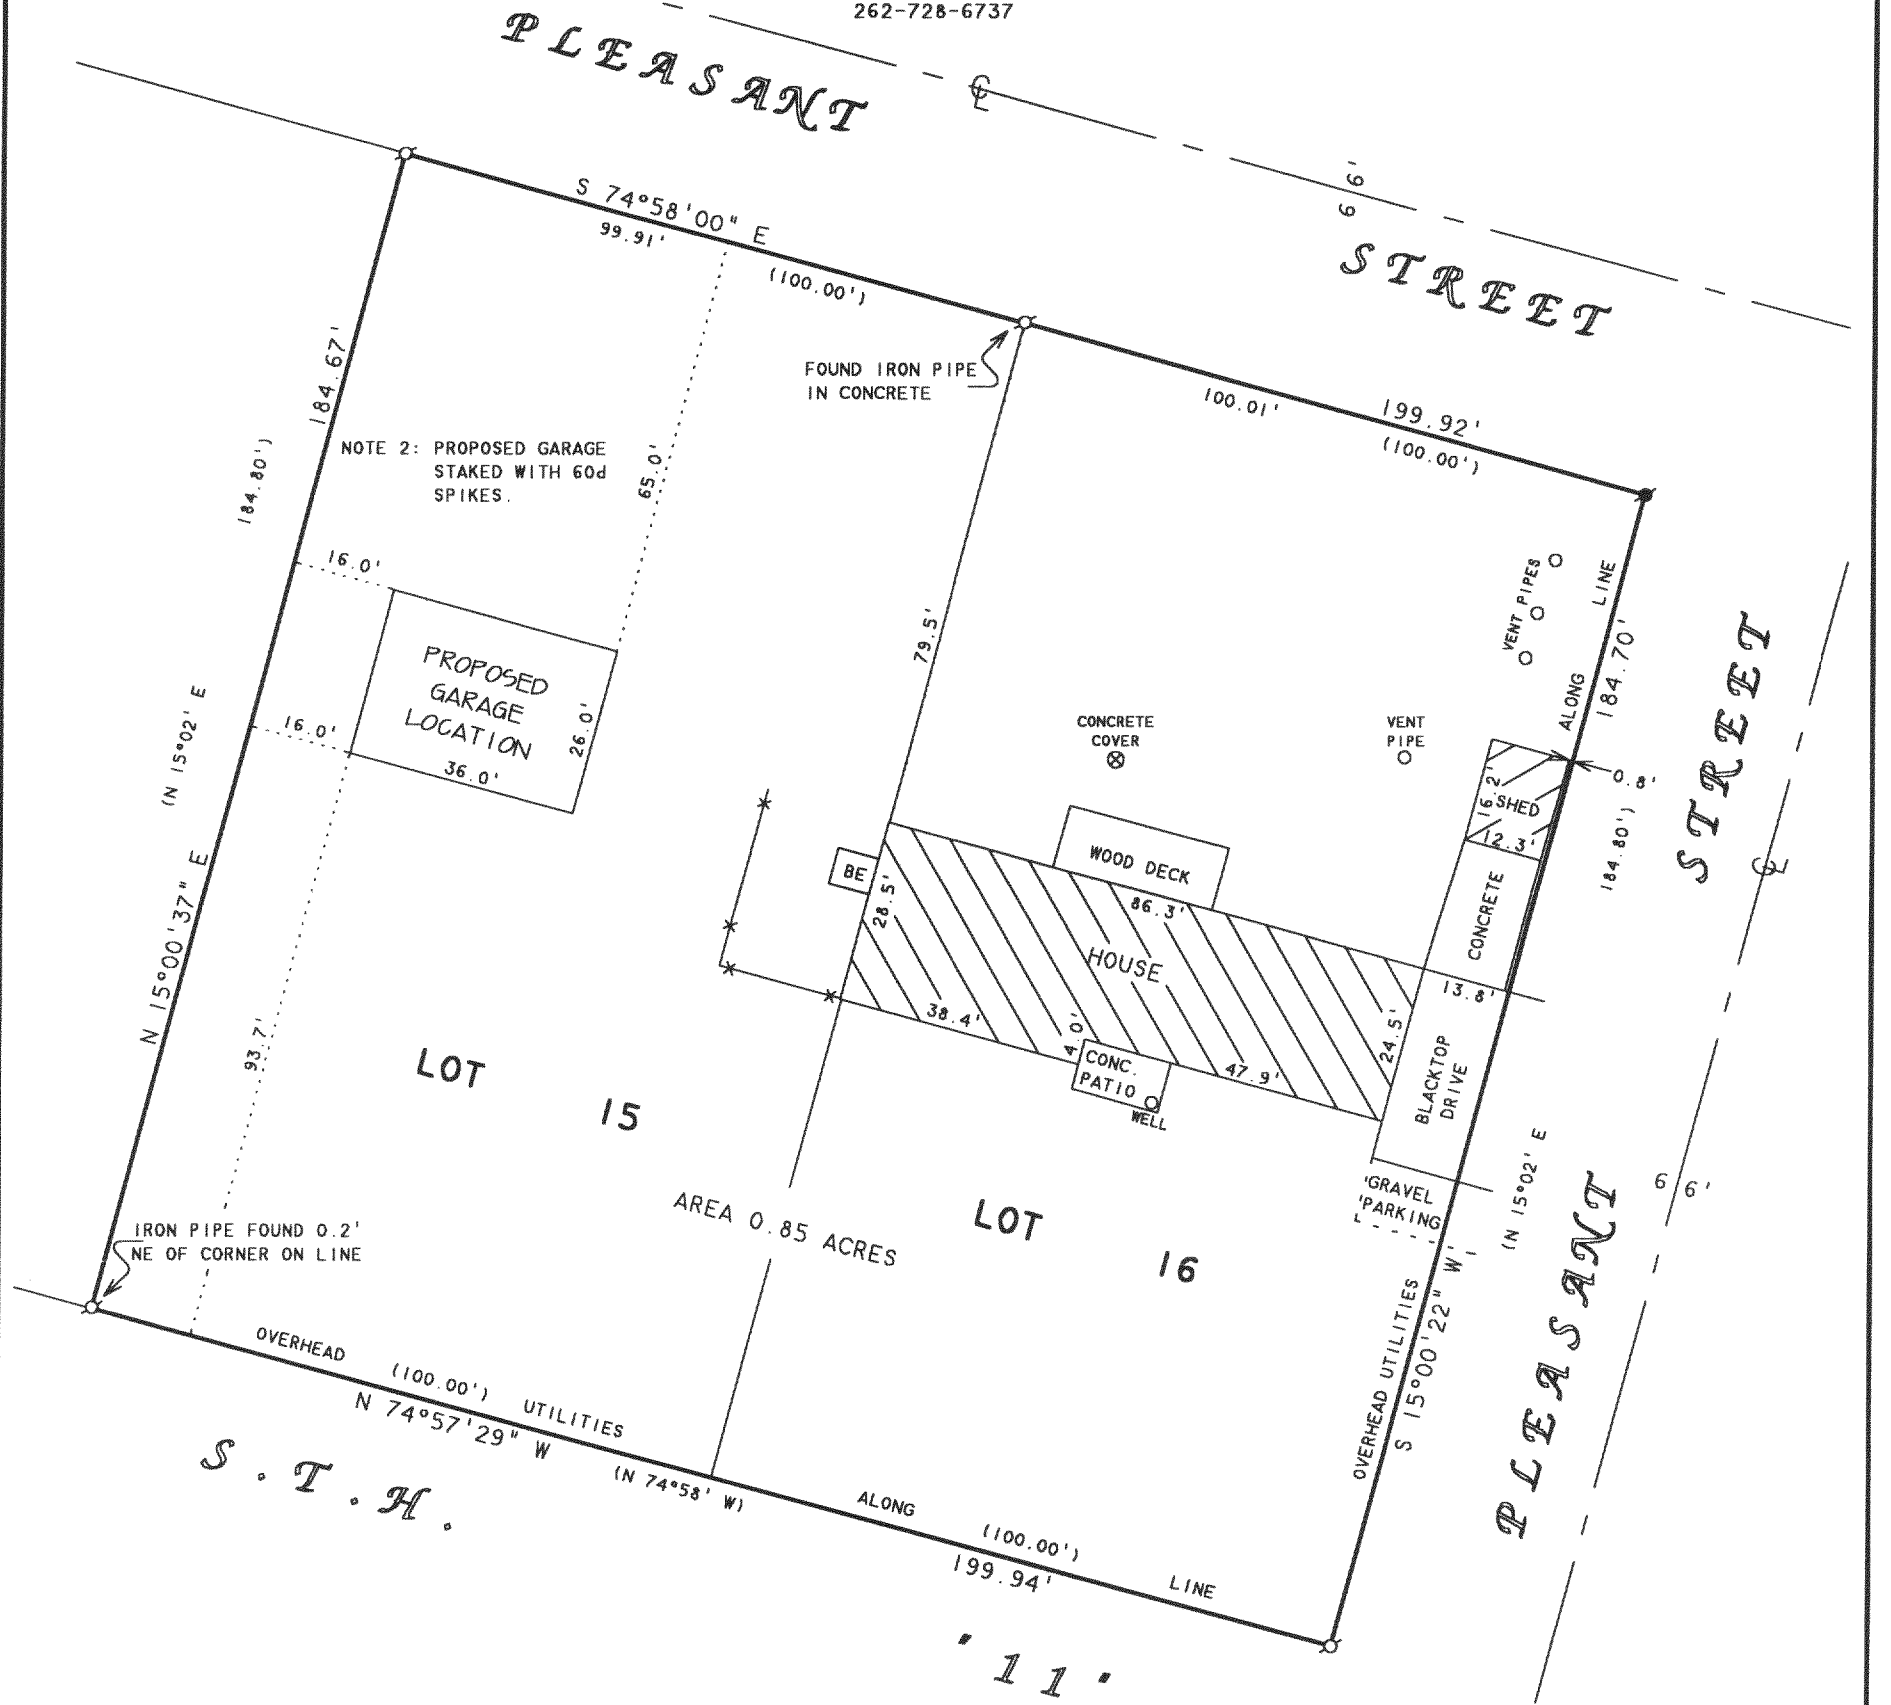 262-728-6737
PLEASANT
STREET
66'
S 74°58'00" E
99.91'
(100.00')
199.92'
100.01'
(100.00')
FOUND IRON PIPE
IN CONCRETE
184.67'
(184.80')
NOTE 2: PROPOSED GARAGE
STAKED WITH 60d
SPIKES.
65.0'
16.0'
PROPOSED
GARAGE
LOCATION
26.0'
36.0'
16.0'
79.5'
VENT PIPES
LINE
ALONG
184.70'
STREET
CONCRETE
COVER
VENT
PIPE
0.8'
16.2'
SHED
12.3'
(184.80')
℄
(N 15°02' E
N 15°00'37" E
BE
28.5'
WOOD DECK
86.3'
HOUSE
CONCRETE
13.8'
38.4'
4.0'
CONC.
PATIO
WELL
47.9'
24.5'
BLACKTOP
DRIVE
93.7'
LOT
15
AREA 0.85 ACRES
LOT
16
GRAVEL
PARKING
(N 15°02' E
66'
PLEASANT
IRON PIPE FOUND 0.2'
NE OF CORNER ON LINE
OVERHEAD UTILITIES
S 15°00'22" W
OVERHEAD
(100.00')
UTILITIES
N 74°57'29" W
(N 74°58' W)
ALONG
(100.00')
199.94'
LINE
S.T.H.
"11"